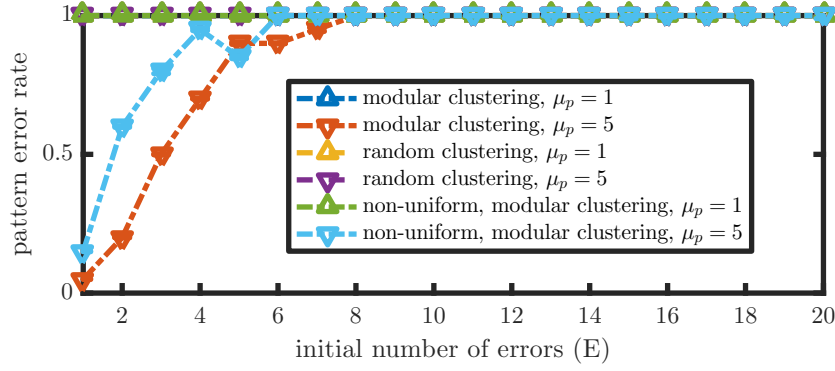 1
0.5
0
pattern error rate
modular clustering, μ_p = 1
modular clustering, μ_p = 5
random clustering, μ_p = 1
random clustering, μ_p = 5
non-uniform, modular clustering, μ_p = 1
non-uniform, modular clustering, μ_p = 5
2 4 6 8 10 12 14 16 18 20
initial number of errors (E)